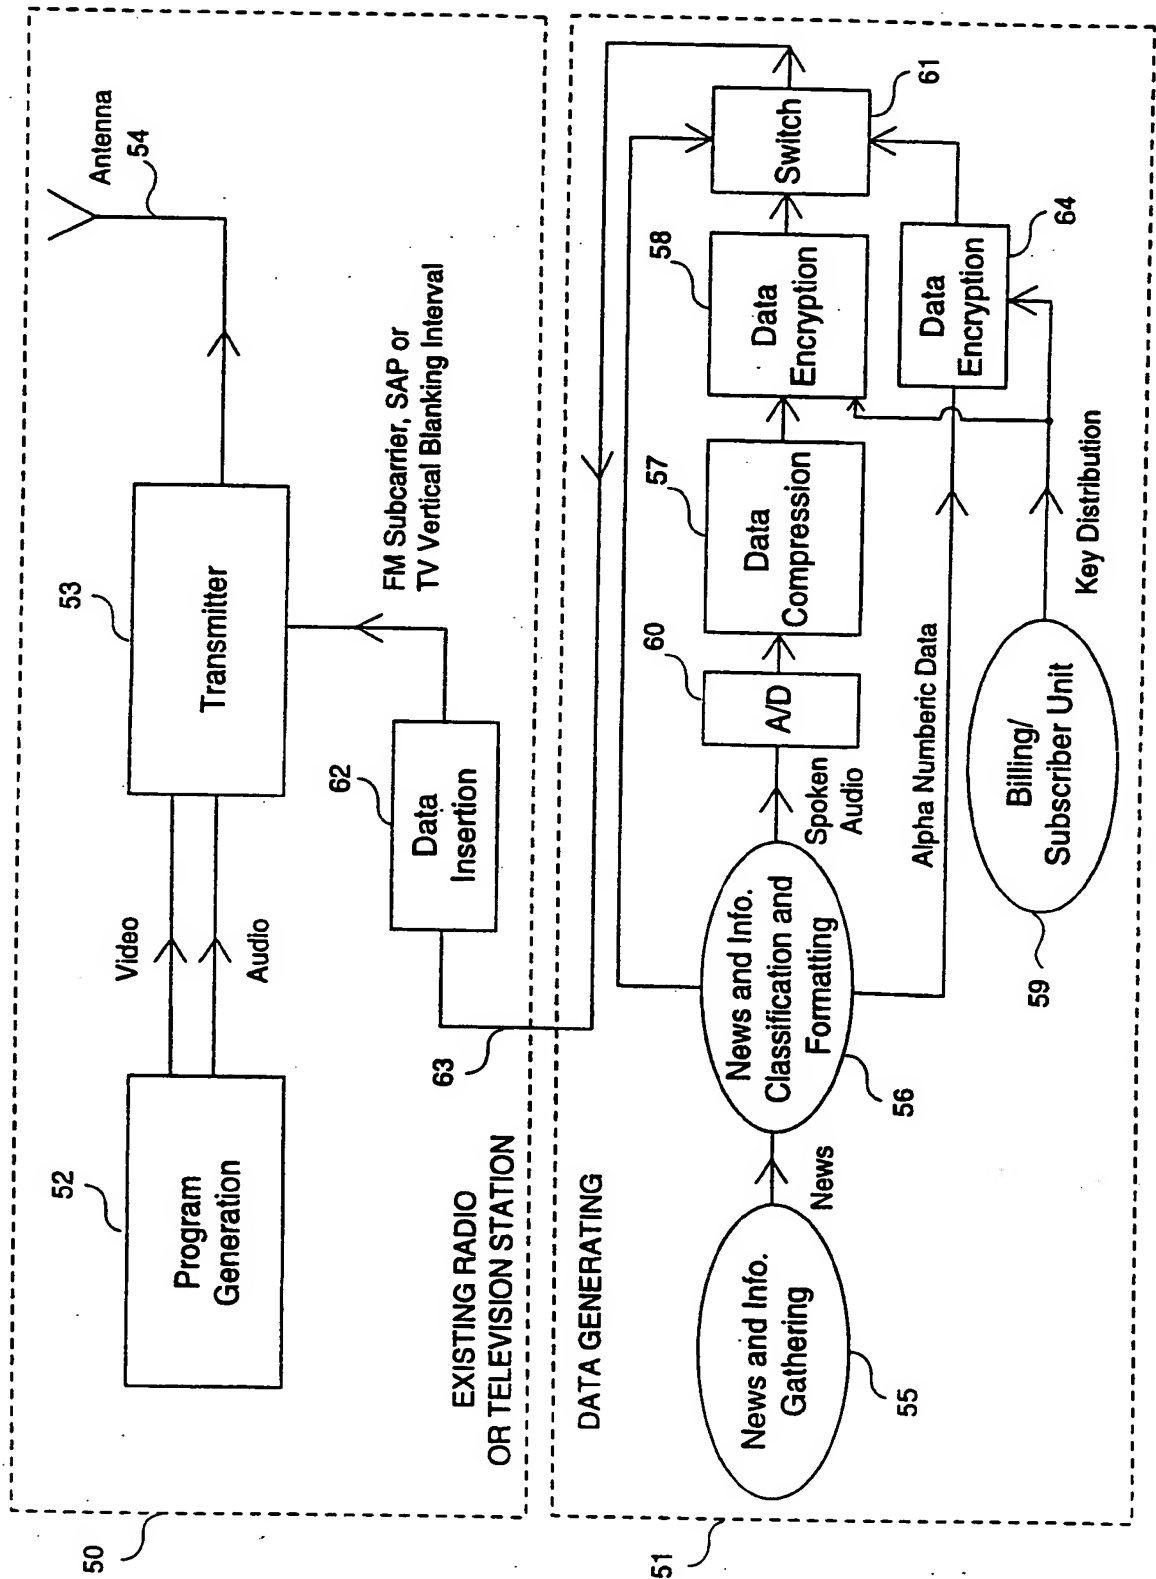 50
52
Program
Generation
Video
Audio
53
Transmitter
Antenna
54
62
Data
Insertion
FM Subcarrier, SAP or
TV Vertical Blanking Interval
63
EXISTING RADIO
OR TELEVISION STATION
51
DATA GENERATING
News and Info.
Gathering
55
News
News and Info.
Classification and
Formatting
56
Spoken
Audio
60
A/D
57
Data
Compression
58
Data
Encryption
Switch
61
Alpha Numberic Data
Data
Encryption
64
Billing/
Subscriber Unit
59
Key Distribution